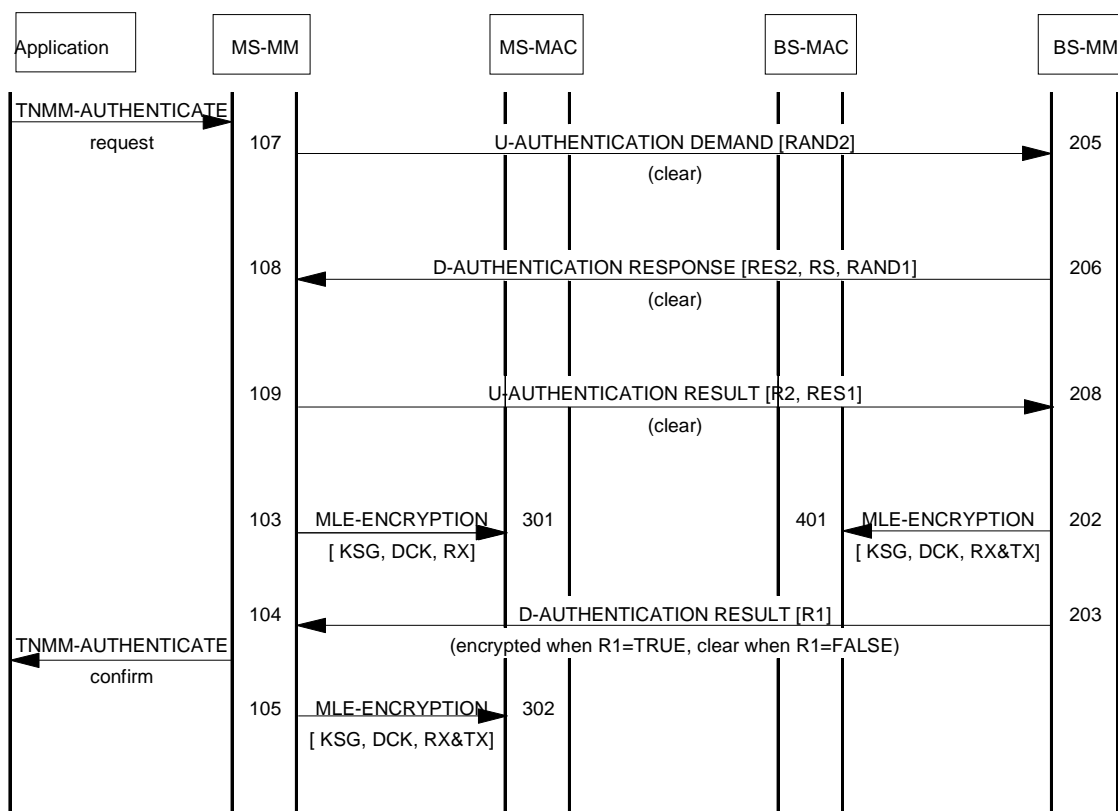 Application
MS-MM
MS-MAC
BS-MAC
BS-MM
TNMM-AUTHENTICATE
request
107
U-AUTHENTICATION DEMAND [RAND2]
205
(clear)
108
D-AUTHENTICATION RESPONSE [RES2, RS, RAND1]
206
(clear)
109
U-AUTHENTICATION RESULT [R2, RES1]
208
(clear)
103
MLE-ENCRYPTION
301
401
MLE-ENCRYPTION
202
[ KSG, DCK, RX]
[ KSG, DCK, RX&TX]
104
D-AUTHENTICATION RESULT [R1]
203
TNMM-AUTHENTICATE
(encrypted when R1=TRUE, clear when R1=FALSE)
confirm
105
MLE-ENCRYPTION
302
[ KSG, DCK, RX&TX]